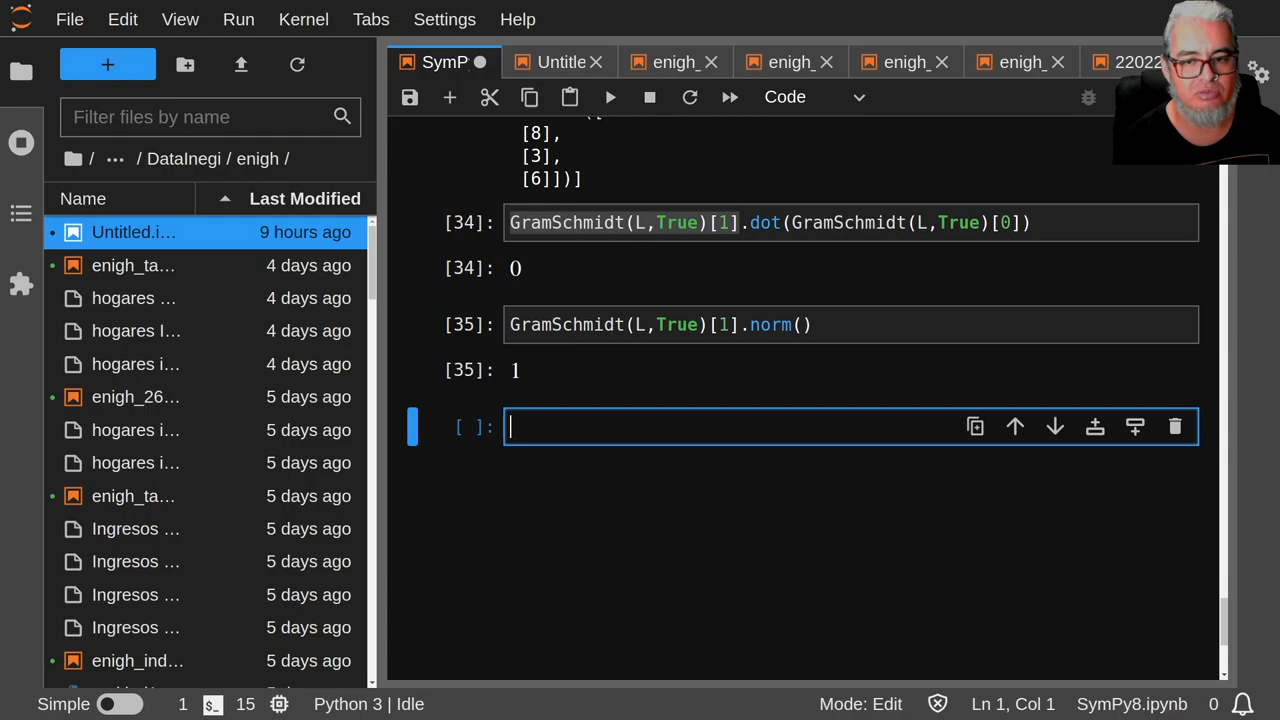 File Edit View Run Kernel Tabs Settings Help
SymP Untitle enigh_ enigh_ enigh_ enigh_ 22022
Code
Filter files by name
/ ... / DataInegi / enigh /
Name Last Modified
Untitled.i... 9 hours ago
enigh_ta... 4 days ago
hogares ... 4 days ago
hogares I... 4 days ago
hogares i... 4 days ago
enigh_26... 5 days ago
hogares i... 5 days ago
hogares i... 5 days ago
enigh_ta... 5 days ago
Ingresos ... 5 days ago
Ingresos ... 5 days ago
Ingresos ... 5 days ago
Ingresos ... 5 days ago
enigh_ind... 5 days ago
[8],
[3],
[6]])]
[34]: GramSchmidt(L,True)[1].dot(GramSchmidt(L,True)[0])
[34]: 0
[35]: GramSchmidt(L,True)[1].norm()
[35]: 1
[ ]:
Simple 1 15 Python 3 | Idle Mode: Edit Ln 1, Col 1 SymPy8.ipynb 0